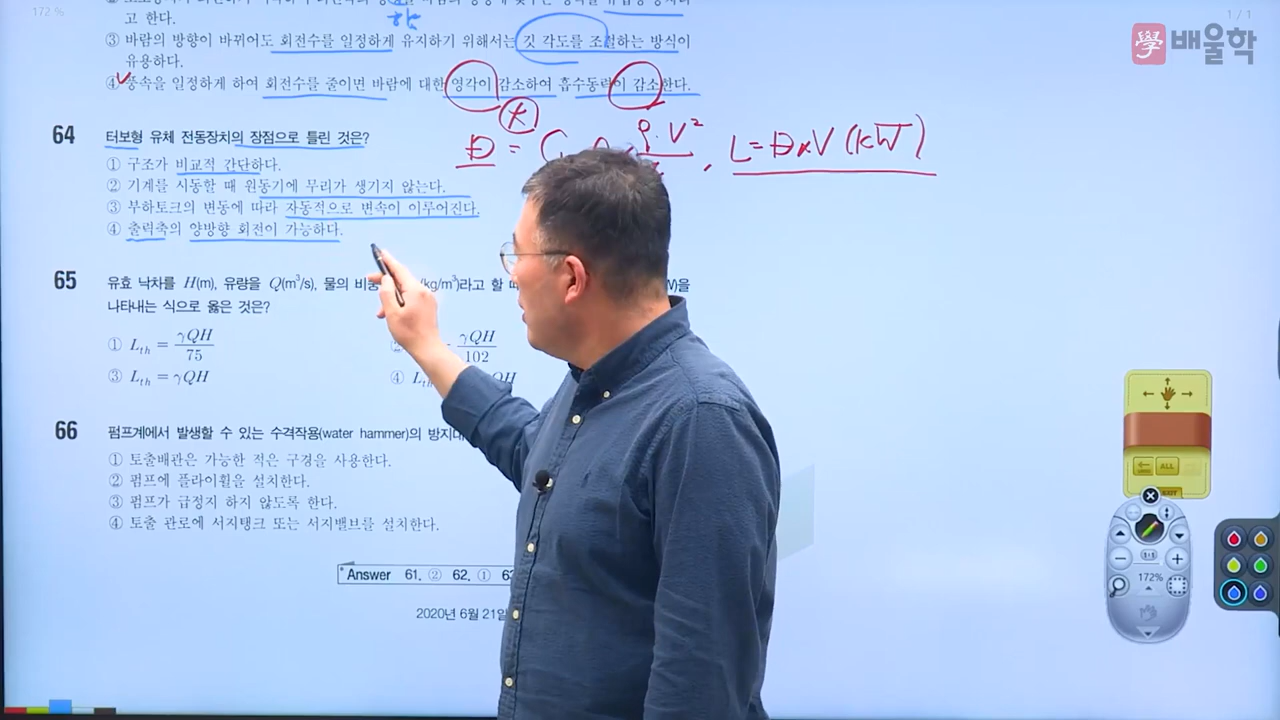 172 %
1 / 1
學 배울학
고 한다.
③ 바람의 방향이 바뀌어도 회전수를 일정하게 유지하기 위해서는 깃 각도를 조절하는 방식이
유용하다.
④ 풍속을 일정하게 하여 회전수를 줄이면 바람에 대한 영각이 감소하여 흡수동력이 감소한다.
64 터보형 유체 전동장치의 장점으로 틀린 것은?
ρ·V²
, L=D×V (kW)
① 구조가 비교적 간단하다.
② 기계를 시동할 때 원동기에 무리가 생기지 않는다.
③ 부하토크의 변동에 따라 자동적으로 변속이 이루어진다.
④ 출력축의 양방향 회전이 가능하다.
65 유효 낙차를 H(m), 유량을 Q(m³/s), 물의 비중 (kg/m³)라고 할 W)을
나타내는 식으로 옳은 것은?
① Lth = γQH/75
γQH/102
③ Lth = γQH
④ QH
66 펌프계에서 발생할 수 있는 수격작용(water hammer)의 방지
① 토출배관은 가능한 적은 구경을 사용한다.
② 펌프에 플라이휠을 설치한다.
③ 펌프가 급정지 하지 않도록 한다.
④ 토출 관로에 서지탱크 또는 서지밸브를 설치한다.
* Answer 61. ② 62. ① 63
2020년 6월 21일
ALL
EXIT
1:1
172%